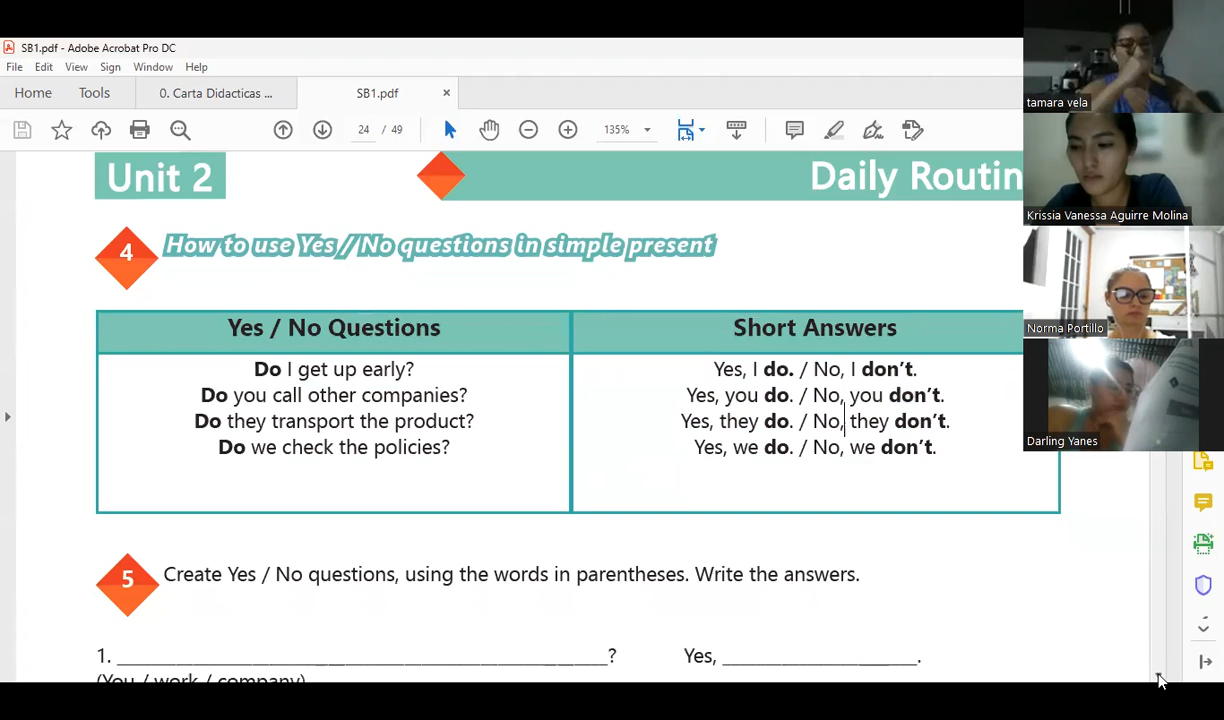 SB1.pdf - Adobe Acrobat Pro DC
File Edit View Sign Window Help
Home Tools 0. Carta Didacticas ... SB1.pdf ×
24 / 49 135%
Unit 2 Daily Routin
4 How to use Yes / No questions in simple present
Yes / No Questions Short Answers
Do I get up early? Yes, I do. / No, I don't.
Do you call other companies? Yes, you do. / No, you don't.
Do they transport the product? Yes, they do. / No, they don't.
Do we check the policies? Yes, we do. / No, we don't.
5 Create Yes / No questions, using the words in parentheses. Write the answers.
1. ______________________________? Yes, ____________________.
(You / work / company)
tamara vela
Krissia Vanessa Aguirre Molina
Norma Portillo
Darling Yanes